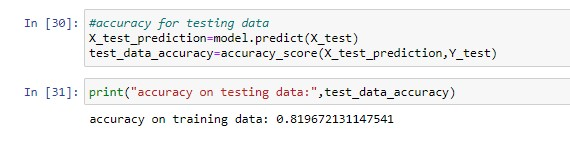 In [30]: #accuracy for testing data
X_test_prediction=model.predict(X_test)
test_data_accuracy=accuracy_score(X_test_prediction,Y_test)
In [31]: print("accuracy on testing data:",test_data_accuracy)
accuracy on training data: 0.819672131147541